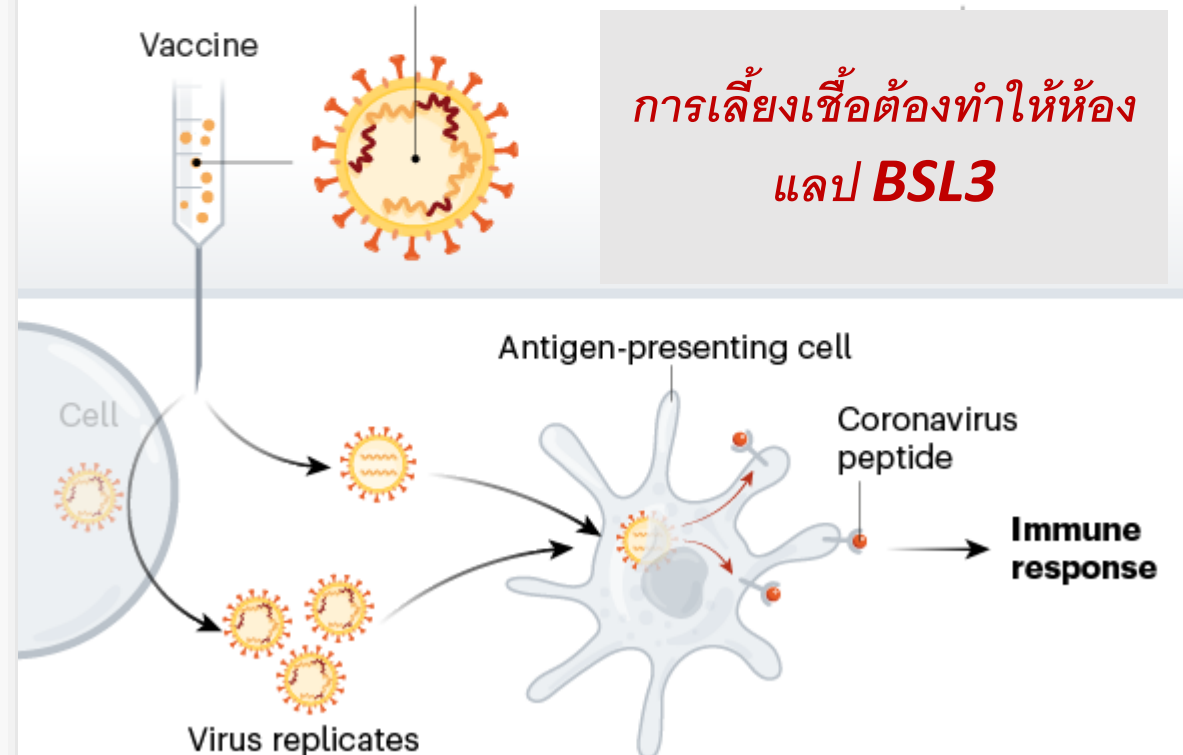 Vaccine
การเลี้ยงเชื้อต้องทำให้ห้อง
แลป BSL3
Antigen-presenting cell
Cell
Coronavirus
peptide
Immune
response
Virus replicates